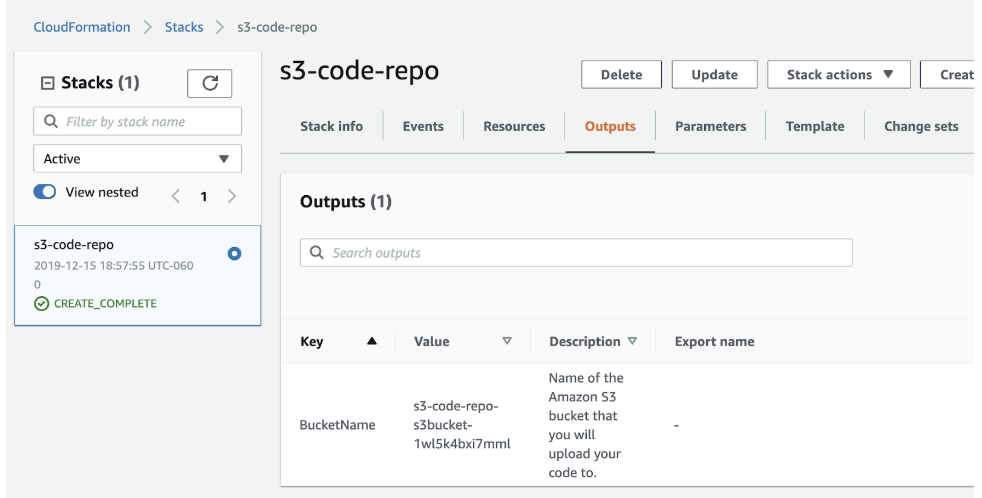 CloudFormation > Stacks > s3-code-repo
Stacks (1)
Filter by stack name
Active
View nested
< 1 >
s3-code-repo
2019-12-15 18:57:55 UTC-060
0
CREATE_COMPLETE
s3-code-repo
Delete Update Stack actions Creat
Stack info Events Resources Outputs Parameters Template Change sets
Outputs (1)
Search outputs
Key Value Description Export name
BucketName
s3-code-repo-
s3bucket-
1wl5k4bxi7mml
Name of the
Amazon S3
bucket that
you will
upload your
code to.
-